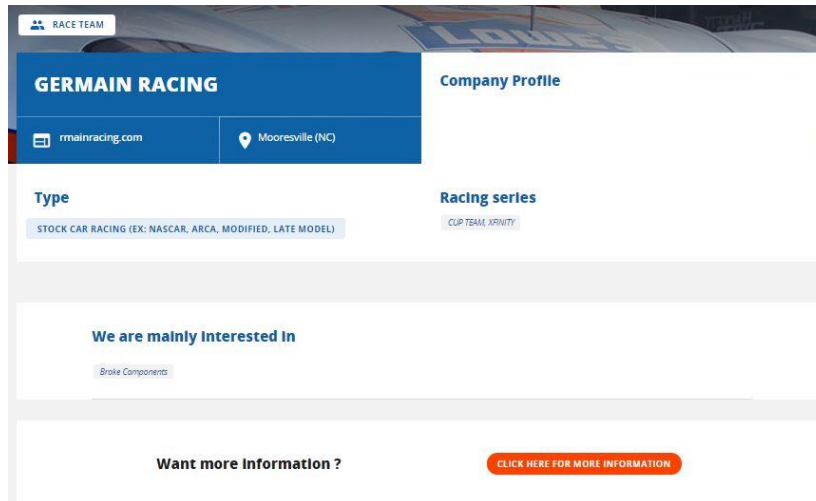 RACE TEAM
LOWE'S
GERMAIN RACING
Company Profile
rmainracing.com
Mooresville (NC)
Type
Racing series
STOCK CAR RACING (EX: NASCAR, ARCA, MODIFIED, LATE MODEL)
CUP TEAM, XFINITY
We are mainly interested in
Brake Components
Want more information ?
CLICK HERE FOR MORE INFORMATION